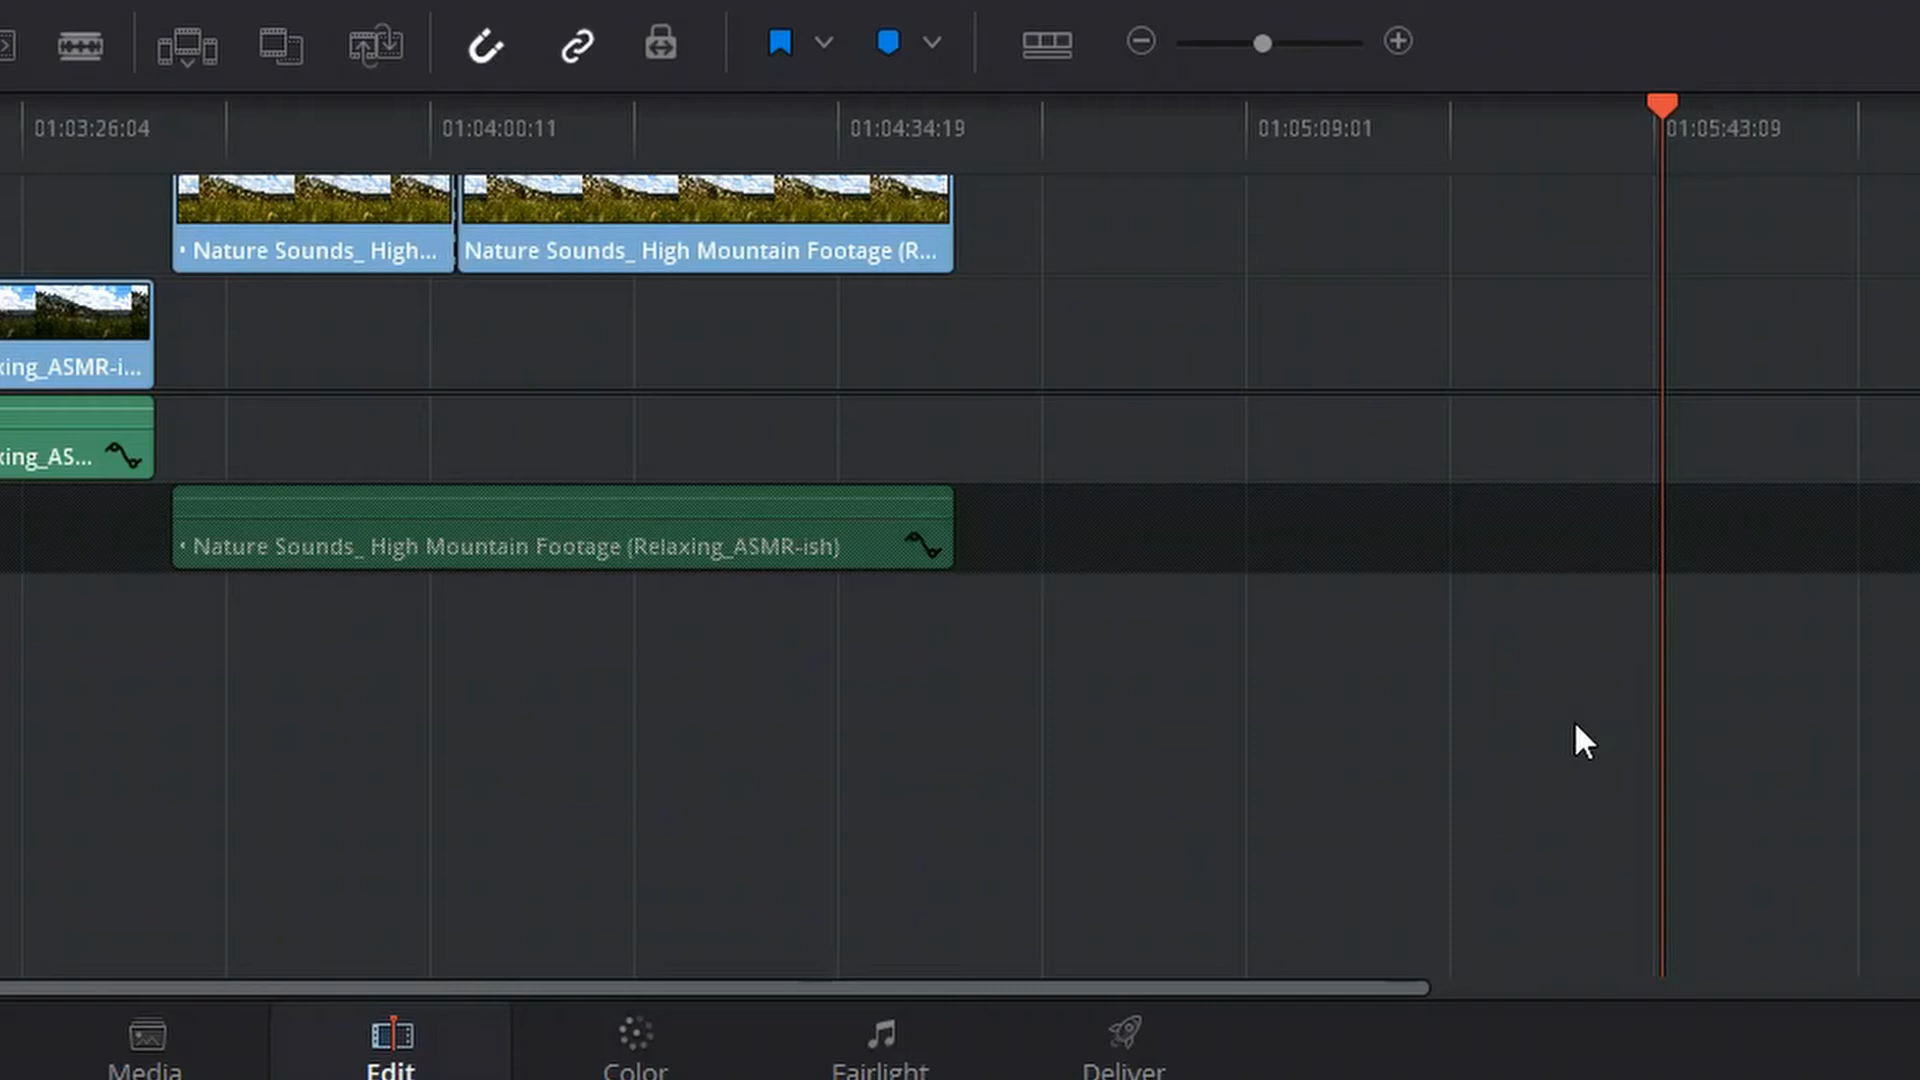 01:03:26:04 01:04:00:11 01:04:34:19 01:05:09:01 01:05:43:09
Nature Sounds_ High... Nature Sounds_ High Mountain Footage (R...
xing_ASMR-i...
xing_AS...
Nature Sounds_ High Mountain Footage (Relaxing_ASMR-ish)
Media Edit Color Fairlight Deliver